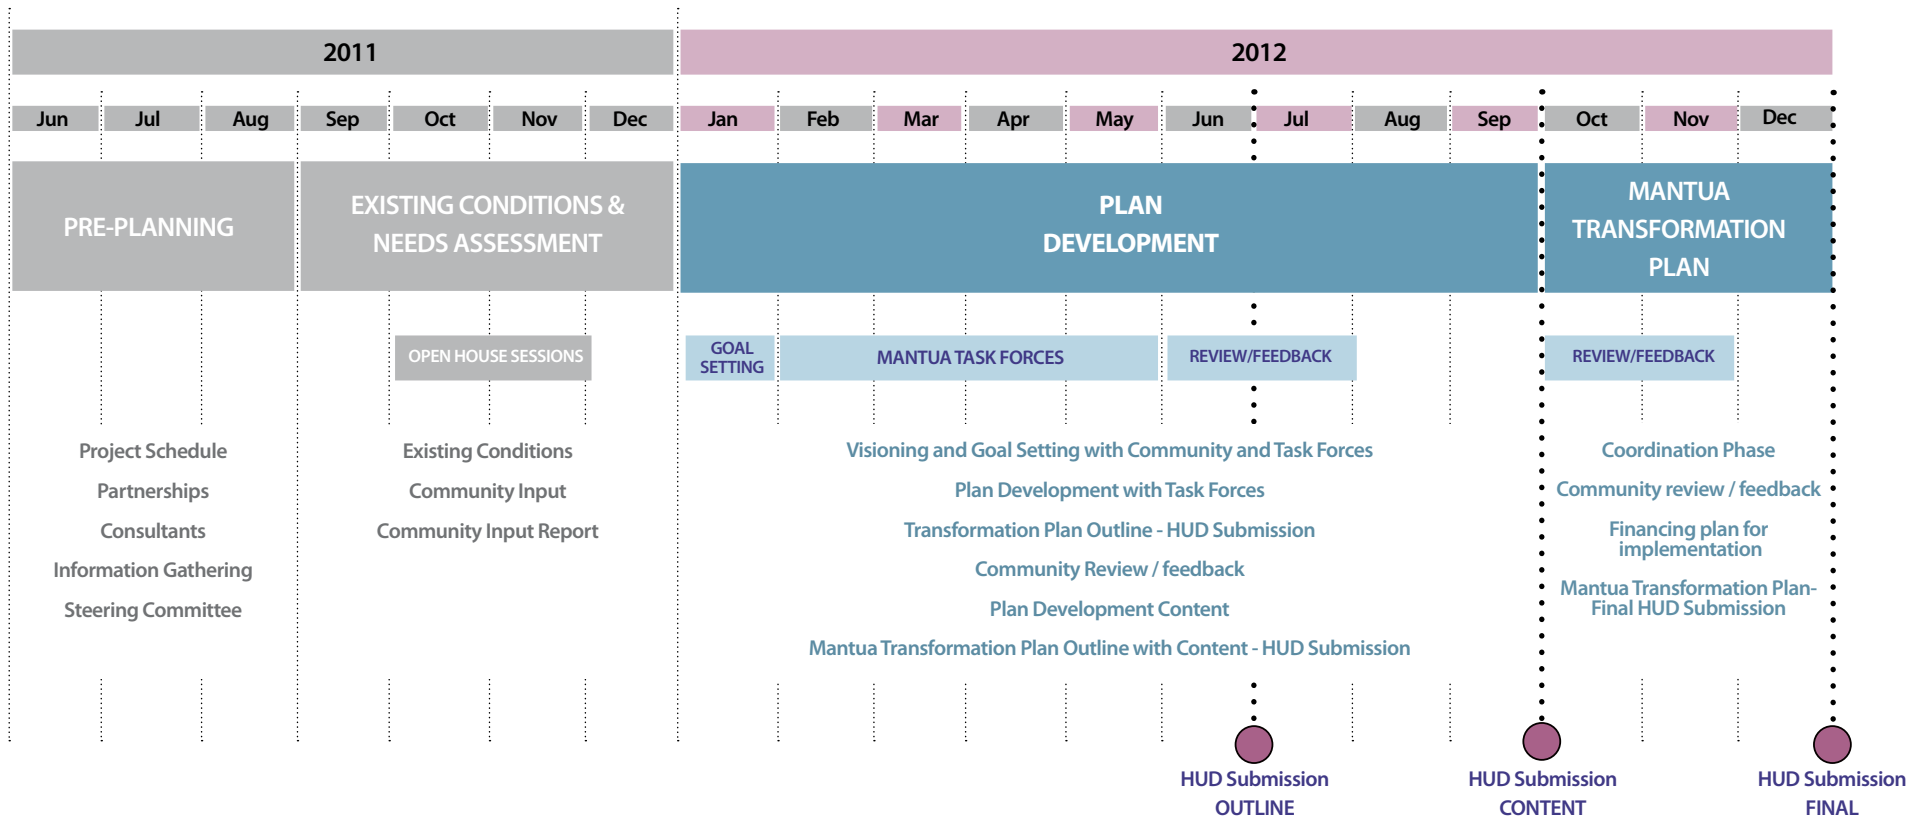 2011
2012
Jun
Jul
Aug
Sep
Oct
Nov
Dec
Jan
Feb
Mar
Apr
May
Jun
Jul
Aug
Sep
Oct
Nov
Dec
PRE-PLANNING
EXISTING CONDITIONS &
NEEDS ASSESSMENT
PLAN
DEVELOPMENT
MANTUA
TRANSFORMATION
PLAN
OPEN HOUSE SESSIONS
GOAL
SETTING
MANTUA TASK FORCES
REVIEW/FEEDBACK
REVIEW/FEEDBACK
Project Schedule
Partnerships
Consultants
Information Gathering
Steering Committee
Existing Conditions
Community Input
Community Input Report
Visioning and Goal Setting with Community and Task Forces
Plan Development with Task Forces
Transformation Plan Outline - HUD Submission
Community Review / feedback
Plan Development Content
Mantua Transformation Plan Outline with Content - HUD Submission
Coordination Phase
Community review / feedback
Financing plan for
implementation
Mantua Transformation Plan-
Final HUD Submission
HUD Submission
OUTLINE
HUD Submission
CONTENT
HUD Submission
FINAL